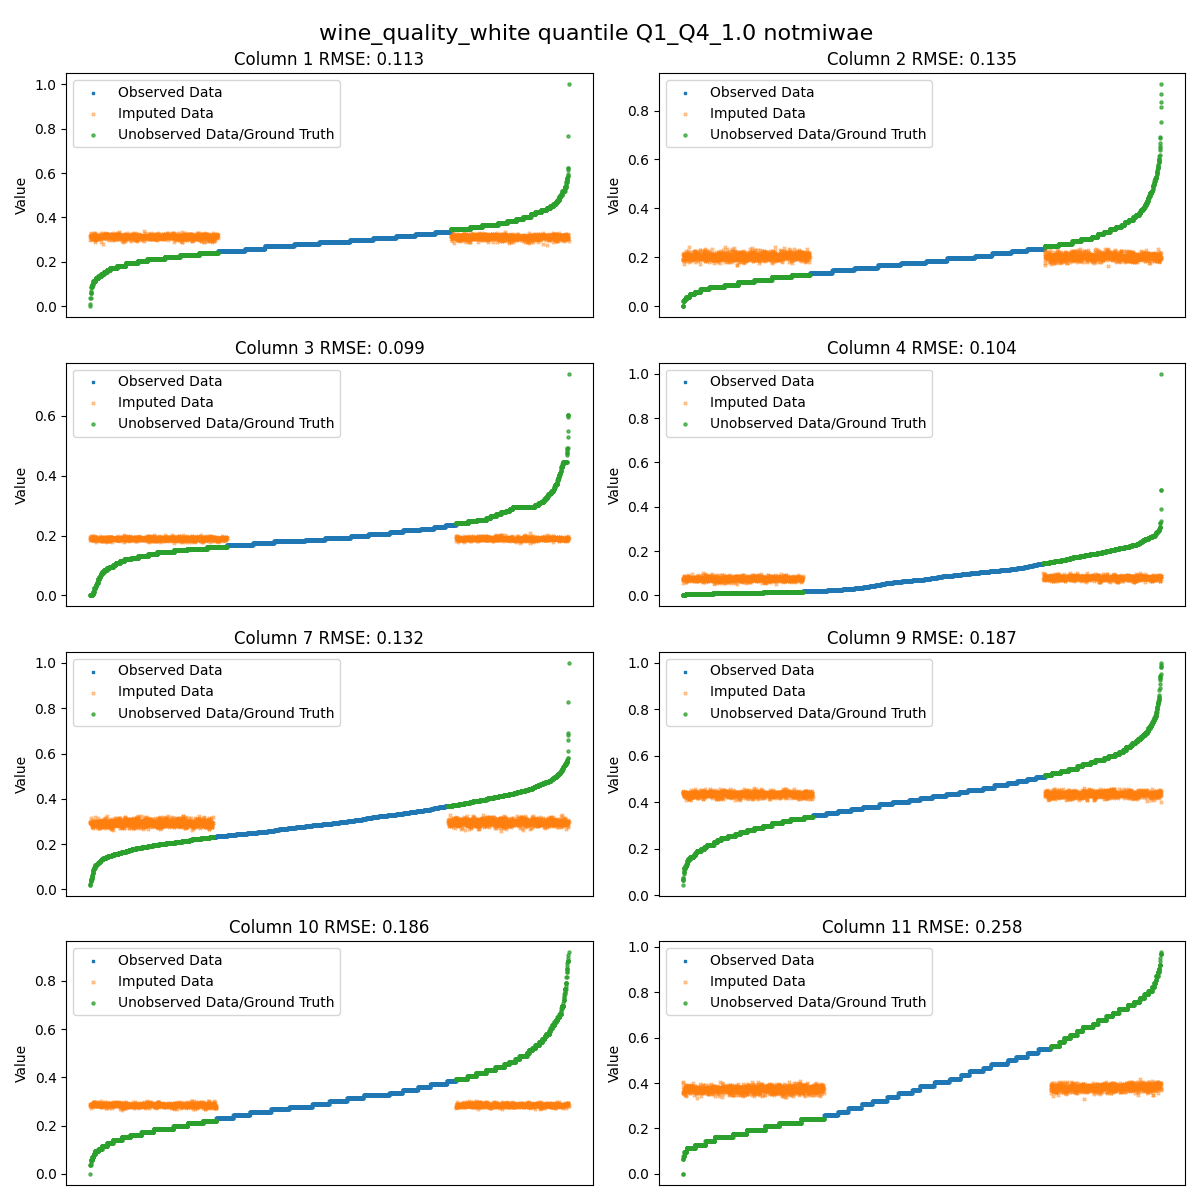 wine_quality_white quantile Q1_Q4_1.0 notmiwae
Column 1 RMSE: 0.113
Observed Data
Imputed Data
Unobserved Data/Ground Truth
Value
1.0
0.8
0.6
0.4
0.2
0.0
Column 2 RMSE: 0.135
Observed Data
Imputed Data
Unobserved Data/Ground Truth
Value
0.8
0.6
0.4
0.2
0.0
Column 3 RMSE: 0.099
Observed Data
Imputed Data
Unobserved Data/Ground Truth
Value
0.6
0.4
0.2
0.0
Column 4 RMSE: 0.104
Observed Data
Imputed Data
Unobserved Data/Ground Truth
Value
1.0
0.8
0.6
0.4
0.2
0.0
Column 7 RMSE: 0.132
Observed Data
Imputed Data
Unobserved Data/Ground Truth
Value
1.0
0.8
0.6
0.4
0.2
0.0
Column 9 RMSE: 0.187
Observed Data
Imputed Data
Unobserved Data/Ground Truth
Value
1.0
0.8
0.6
0.4
0.2
0.0
Column 10 RMSE: 0.186
Observed Data
Imputed Data
Unobserved Data/Ground Truth
Value
0.8
0.6
0.4
0.2
0.0
Column 11 RMSE: 0.258
Observed Data
Imputed Data
Unobserved Data/Ground Truth
Value
1.0
0.8
0.6
0.4
0.2
0.0